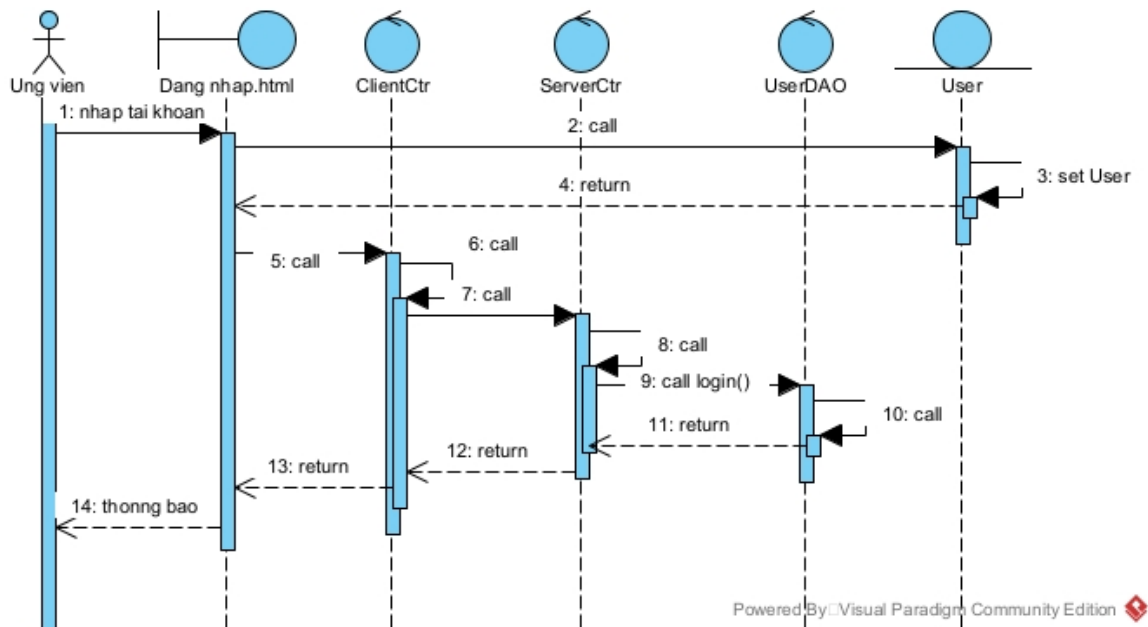 Ung vien
Dang nhap.html
ClientCtr
ServerCtr
UserDAO
User
1: nhap tai khoan
2: call
3: set User
4: return
5: call
6: call
7: call
8: call
9: call login()
10: call
11: return
12: return
13: return
14: thonng bao
Powered By Visual Paradigm Community Edition